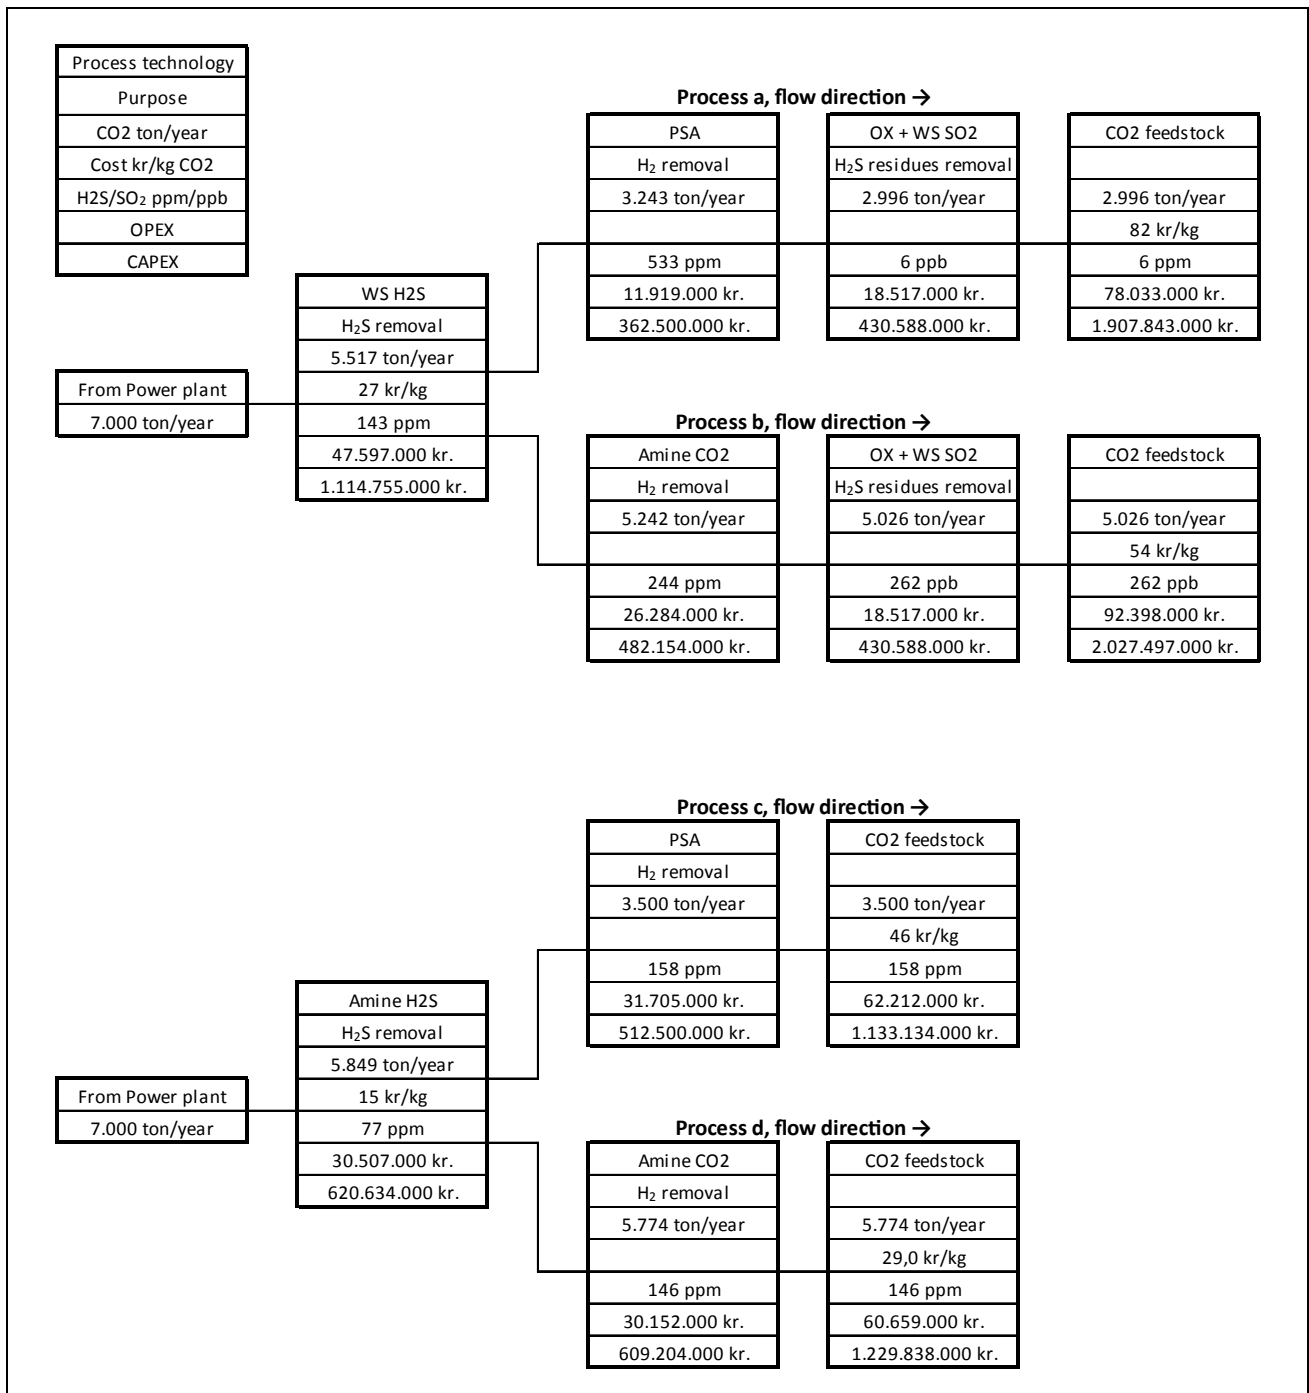 Process technology
Purpose
CO2 ton/year
Cost kr/kg CO2
H2S/SO₂ ppm/ppb
OPEX
CAPEX
From Power plant
7.000 ton/year
WS H2S
H₂S removal
5.517 ton/year
27 kr/kg
143 ppm
47.597.000 kr.
1.114.755.000 kr.
Process a, flow direction →
PSA
H₂ removal
3.243 ton/year
533 ppm
11.919.000 kr.
362.500.000 kr.
OX + WS SO2
H₂S residues removal
2.996 ton/year
6 ppb
18.517.000 kr.
430.588.000 kr.
CO2 feedstock
2.996 ton/year
82 kr/kg
6 ppm
78.033.000 kr.
1.907.843.000 kr.
Process b, flow direction →
Amine CO2
H₂ removal
5.242 ton/year
244 ppm
26.284.000 kr.
482.154.000 kr.
OX + WS SO2
H₂S residues removal
5.026 ton/year
262 ppb
18.517.000 kr.
430.588.000 kr.
CO2 feedstock
5.026 ton/year
54 kr/kg
262 ppb
92.398.000 kr.
2.027.497.000 kr.
From Power plant
7.000 ton/year
Amine H2S
H₂S removal
5.849 ton/year
15 kr/kg
77 ppm
30.507.000 kr.
620.634.000 kr.
Process c, flow direction →
PSA
H₂ removal
3.500 ton/year
158 ppm
31.705.000 kr.
512.500.000 kr.
CO2 feedstock
3.500 ton/year
46 kr/kg
158 ppm
62.212.000 kr.
1.133.134.000 kr.
Process d, flow direction →
Amine CO2
H₂ removal
5.774 ton/year
146 ppm
30.152.000 kr.
609.204.000 kr.
CO2 feedstock
5.774 ton/year
29,0 kr/kg
146 ppm
60.659.000 kr.
1.229.838.000 kr.